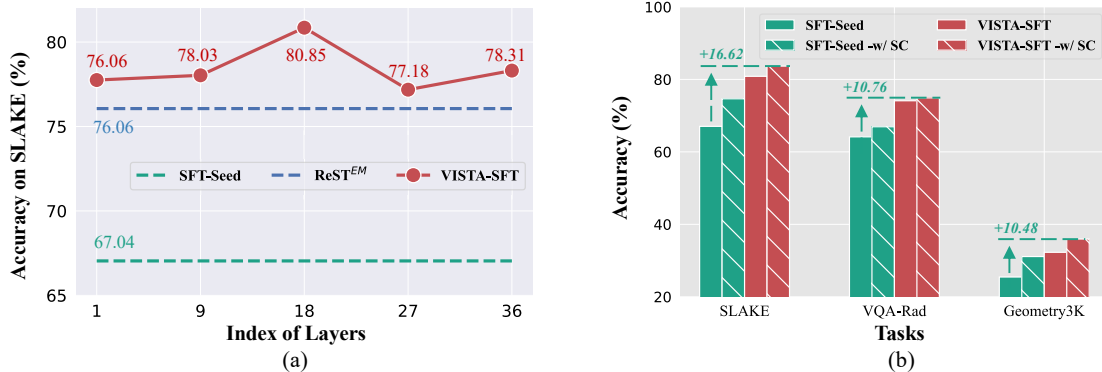 80
75
70
65
Accuracy on SLAKE (%)
76.06
78.03
80.85
77.18
78.31
76.06
SFT-Seed
ReST^EM
VISTA-SFT
67.04
1
9
18
27
36
Index of Layers
(a)
100
80
60
40
20
Accuracy (%)
SFT-Seed
VISTA-SFT
SFT-Seed -w/ SC
VISTA-SFT -w/ SC
+16.62
+10.76
+10.48
SLAKE
VQA-Rad
Geometry3K
Tasks
(b)